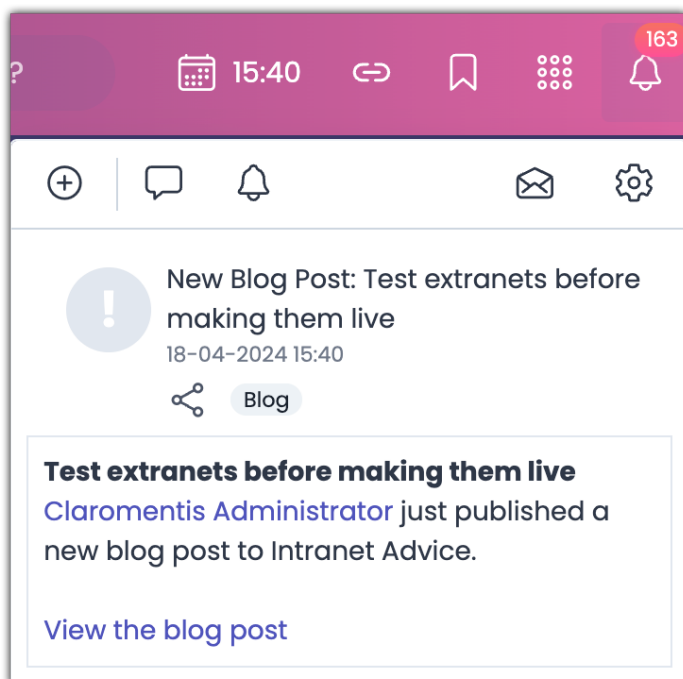 ?
15:40
163
New Blog Post: Test extranets before
making them live
18-04-2024 15:40
Blog
Test extranets before making them live
Claromentis Administrator just published a
new blog post to Intranet Advice.
View the blog post